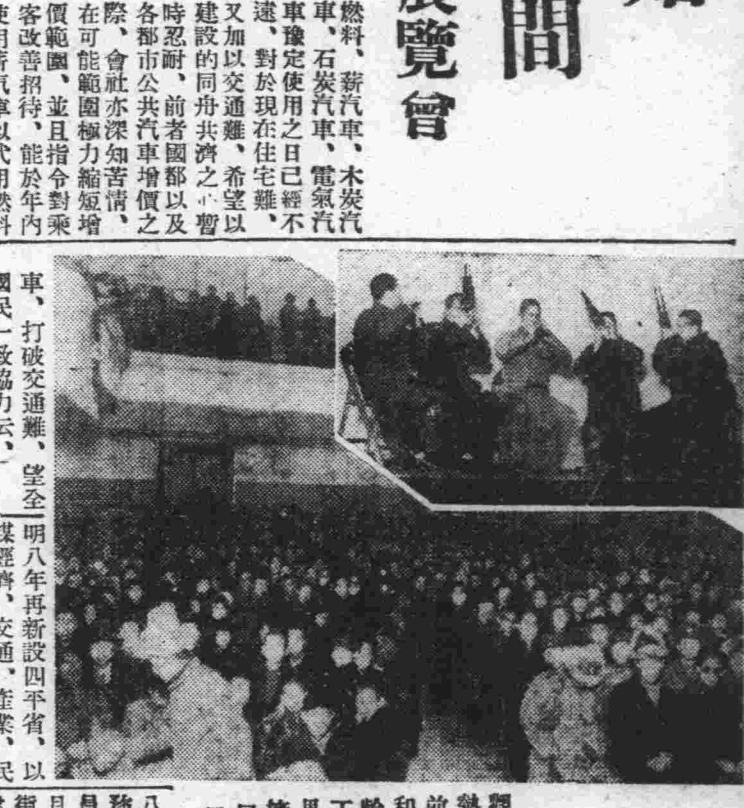 間
展覽會
燃料、薪汽車、木炭汽
車、石炭汽車、電氣汽
車豫定使用之日已經不
遠、對於現在住宅難、
又加以交通難、希望以
建設的同舟共濟之心暫
時忍耐、前者國都以及
各都市公共汽車增價之
際、會社亦深知苦情、
在可能範圍極力縮短增
價範圍、並且指令對乘
客改善招待、能於年內
使用薪汽車以代用燃料
車、打破交通難、望全
國民一致協力云、
明八年再新設四平省、以
謀經濟、交通、產業、民